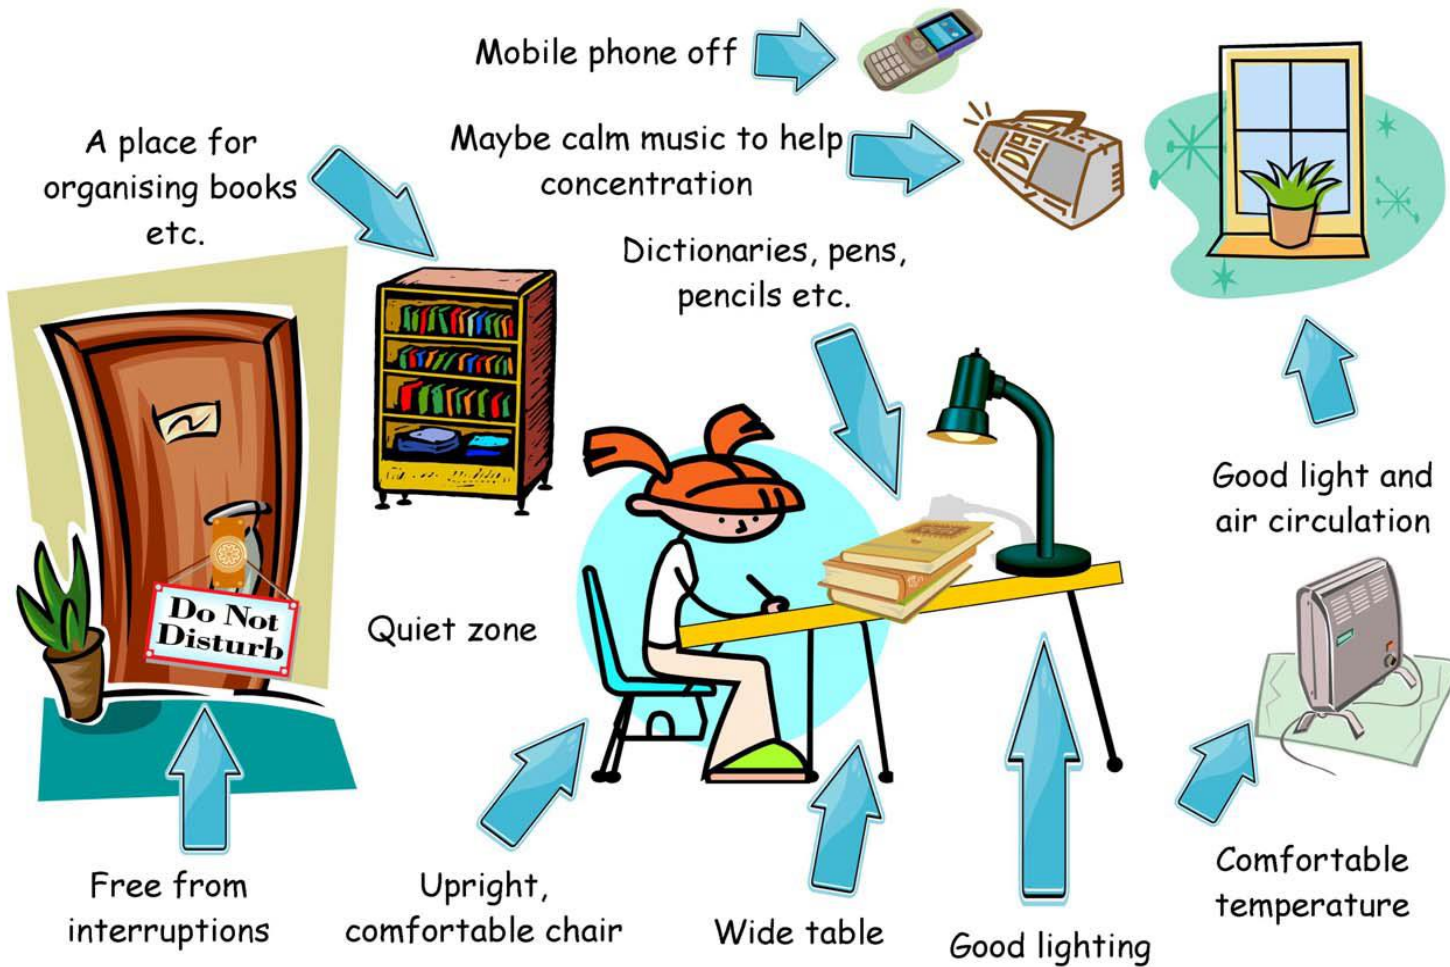 Mobile phone off
A place for
organising books
etc.
Maybe calm music to help
concentration
Dictionaries, pens,
pencils etc.
Good light and
air circulation
Do Not
Disturb
Quiet zone
Free from
interruptions
Upright,
comfortable chair
Wide table
Good lighting
Comfortable
temperature